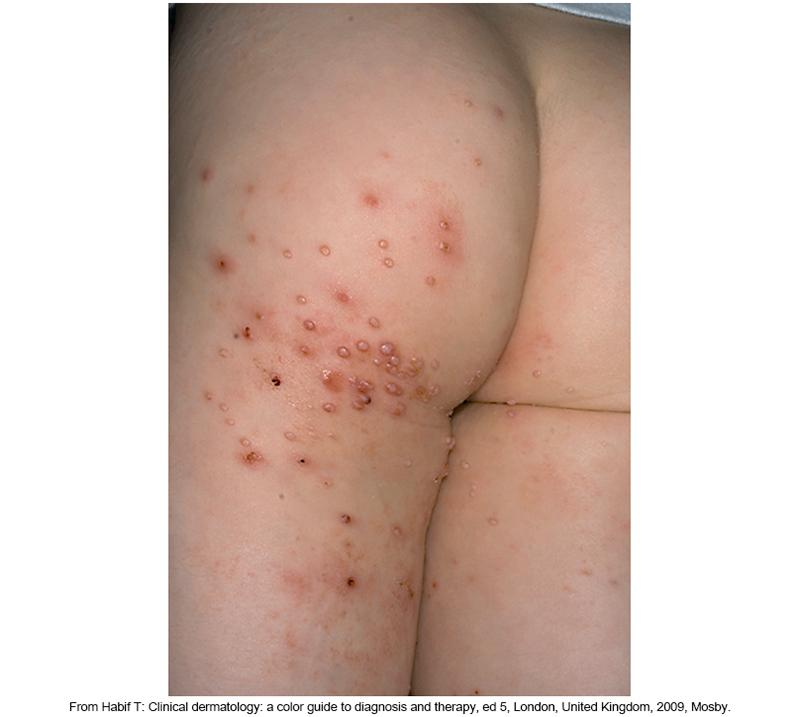 From Habif T: Clinical dermatology: a color guide to diagnosis and therapy, ed 5, London, United Kingdom, 2009, Mosby.